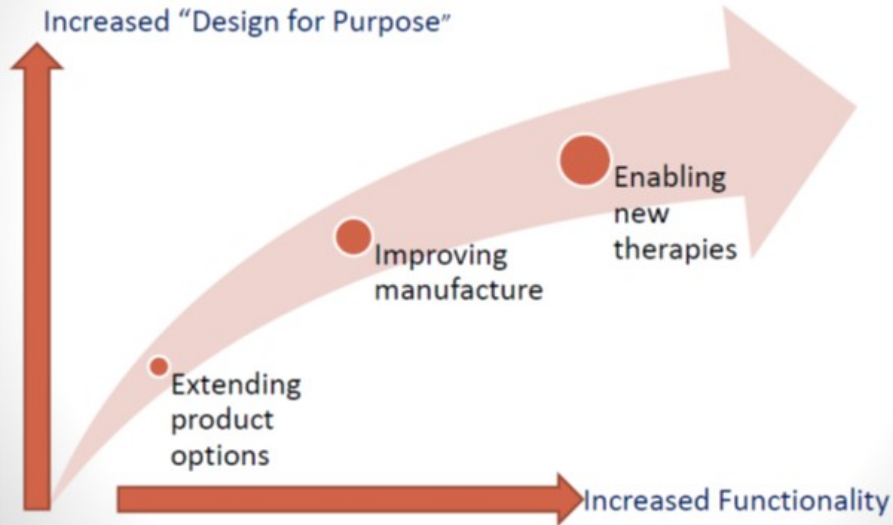 Increased “Design for Purpose”
Enabling
new
therapies
Improving
manufacture
Extending
product
options
Increased Functionality